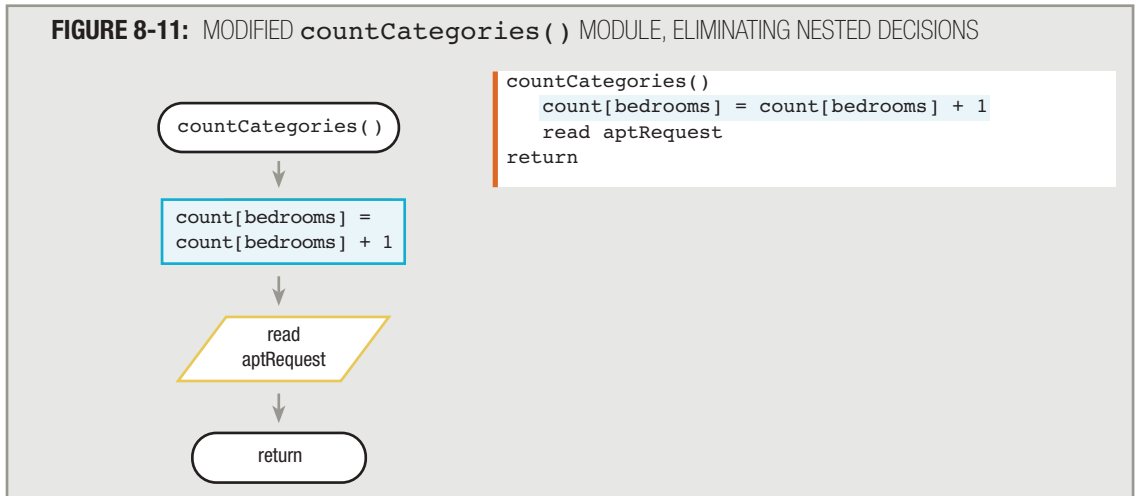 FIGURE 8-11: MODIFIED countCategories() MODULE, ELIMINATING NESTED DECISIONS
countCategories()
count[bedrooms] =
count[bedrooms] + 1
read
aptRequest
return
countCategories()
count[bedrooms] = count[bedrooms] + 1
read aptRequest
return